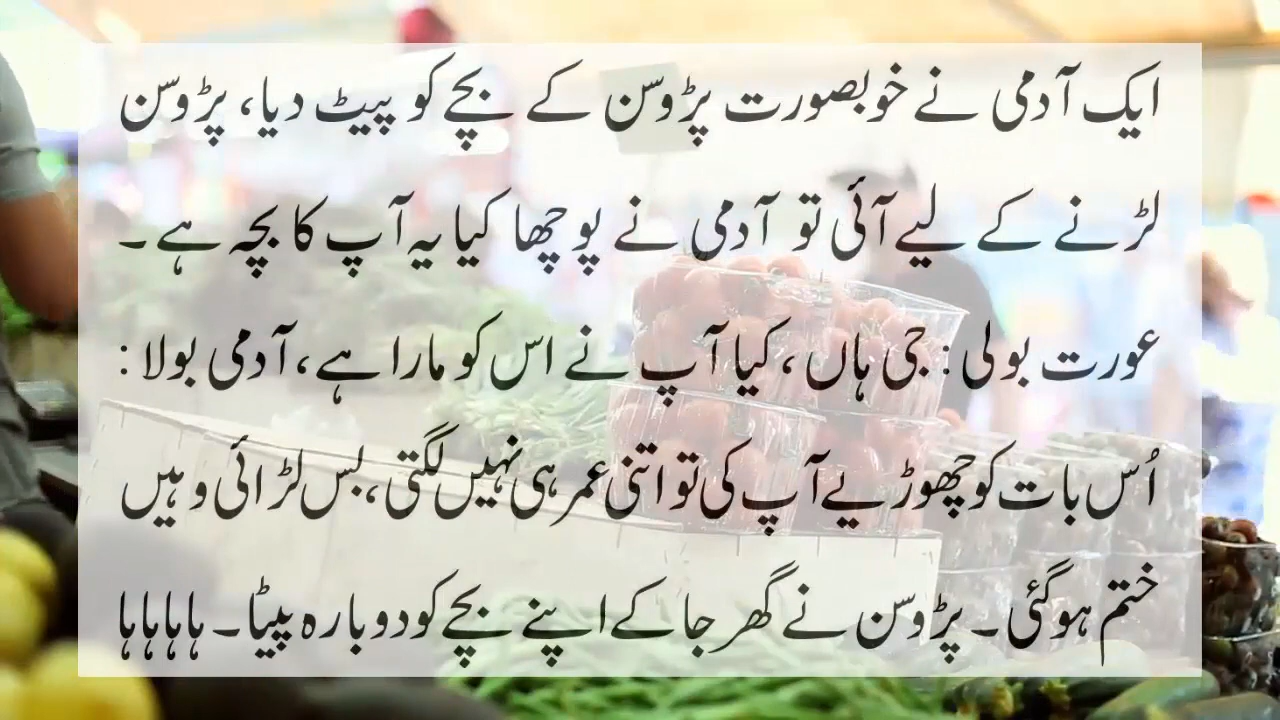 ایک آدمی نے خوبصورت پڑوسن کے بچے کو پیٹ دیا، پڑوسن
لڑنے کے لیے آئی تو آدمی نے پوچھا کیا یہ آپ کا بچہ ہے۔
عورت بولی: جی ہاں، کیا آپ نے اس کو مارا ہے، آدمی بولا:
اُس بات کو چھوڑیے آپ کی تو اتنی عمر ہی نہیں لگتی، بس لڑائی وہیں
ختم ہوگئی۔ پڑوسن نے گھر جا کے اپنے بچے کو دوبارہ پیٹا۔ ہاہاہاہا